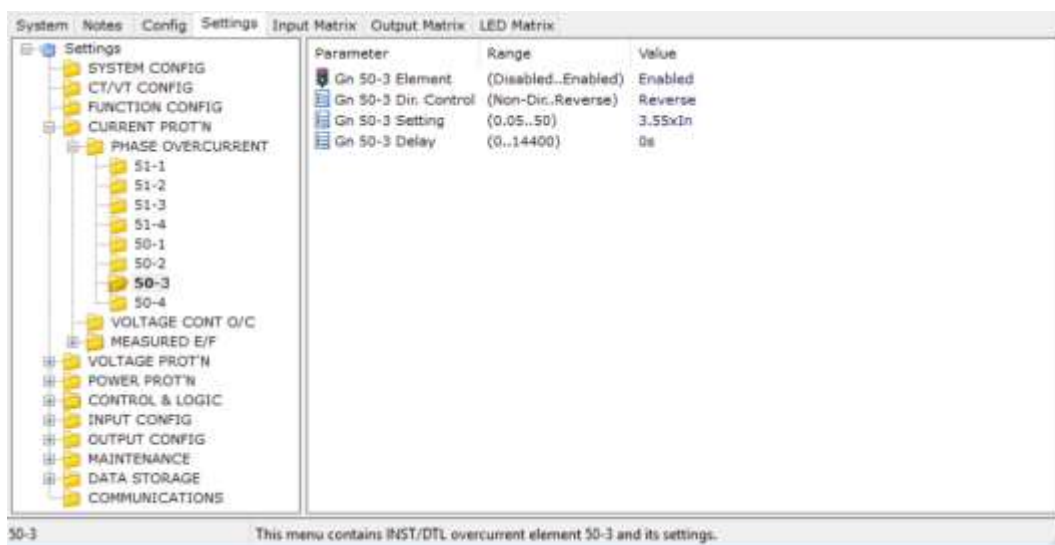 System Notes Config Settings Input Matrix Output Matrix LED Matrix
Settings
SYSTEM CONFIG
CT/VT CONFIG
FUNCTION CONFIG
CURRENT PROT'N
PHASE OVERCURRENT
51-1
51-2
51-3
51-4
50-1
50-2
50-3
50-4
VOLTAGE CONT O/C
MEASURED E/F
VOLTAGE PROT'N
POWER PROT'N
CONTROL & LOGIC
INPUT CONFIG
OUTPUT CONFIG
MAINTENANCE
DATA STORAGE
COMMUNICATIONS
Parameter Range Value
Gn 50-3 Element (Disabled..Enabled) Enabled
Gn 50-3 Dir. Control (Non-Dir..Reverse) Reverse
Gn 50-3 Setting (0.05..50) 3.55xIn
Gn 50-3 Delay (0..14400) 0s
50-3 This menu contains INST/DTL overcurrent element 50-3 and its settings.